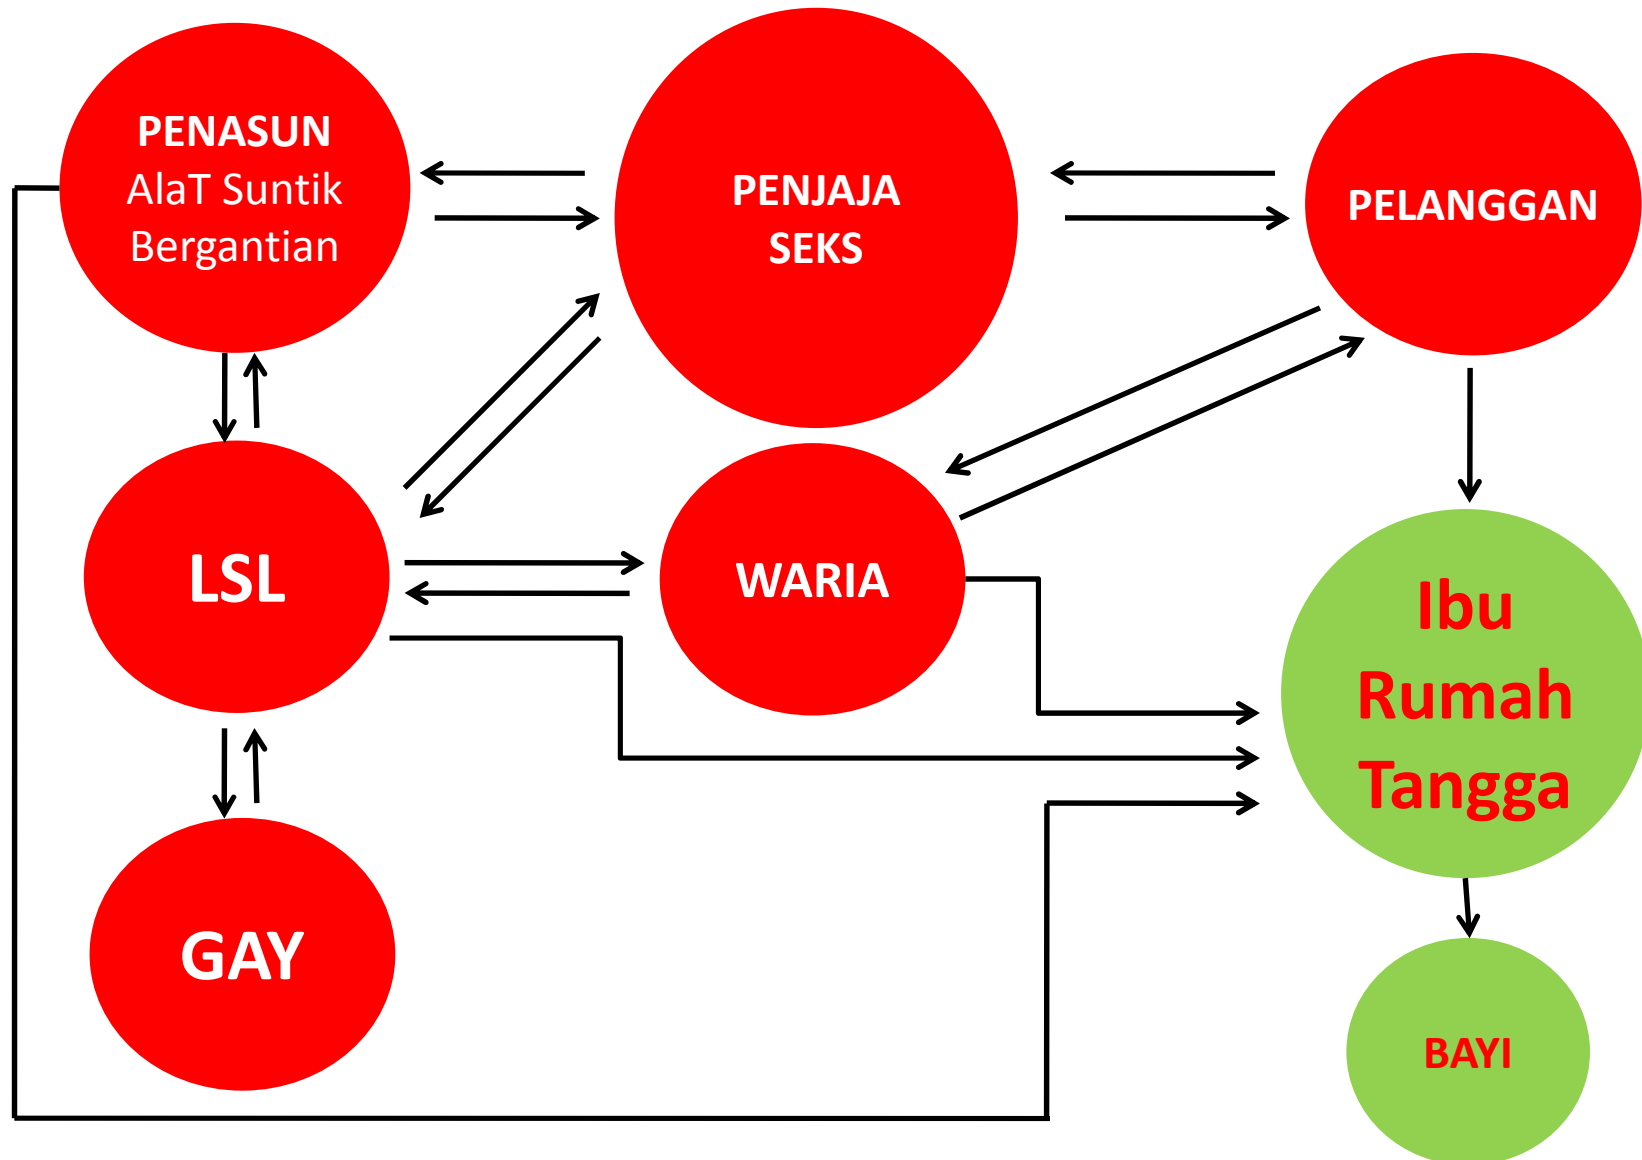 PENASUN
AlaT Suntik
Bergantian
PENJAJA
SEKS
PELANGGAN
LSL
WARIA
Ibu
Rumah
Tangga
GAY
BAYI